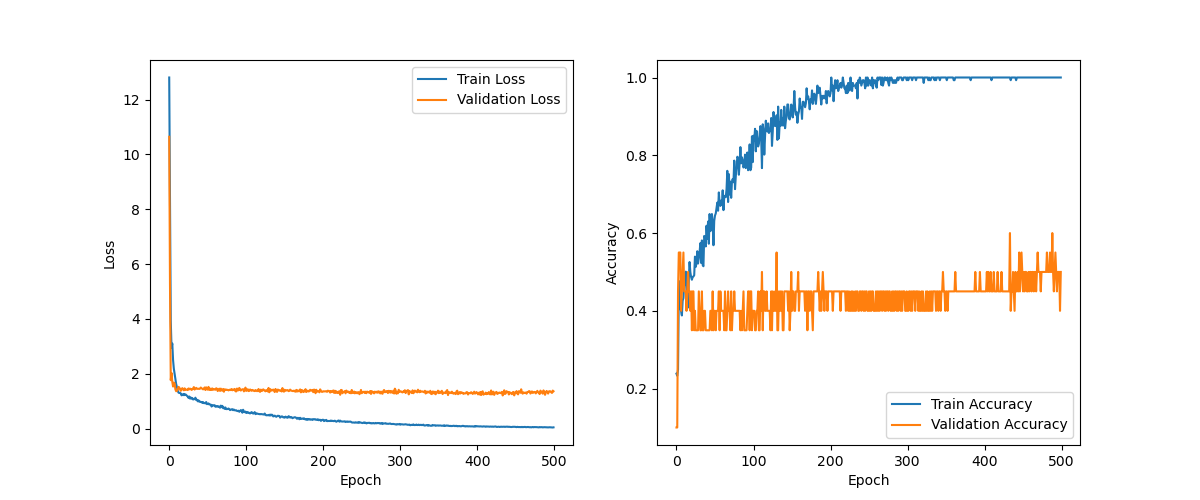 Train Loss
Validation Loss
12
10
8
6
4
2
0
Loss
0 100 200 300 400 500
Epoch
1.0
0.8
0.6
0.4
0.2
Accuracy
Train Accuracy
Validation Accuracy
0 100 200 300 400 500
Epoch